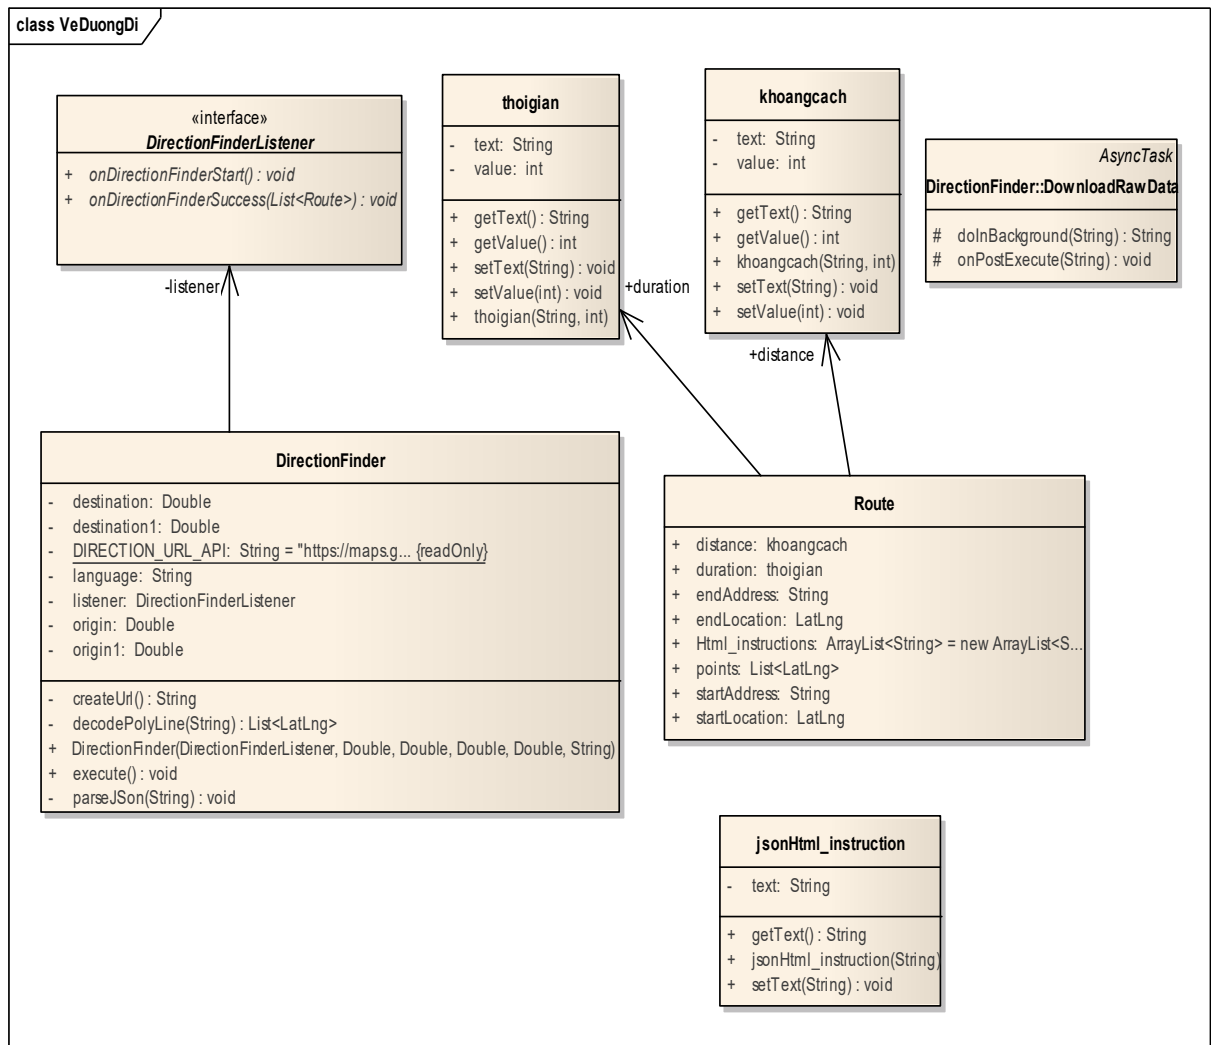 class VeDuongDi
«interface»
DirectionFinderListener
+ onDirectionFinderStart() : void
+ onDirectionFinderSuccess(List<Route>) : void
thoigian
- text: String
- value: int
+ getText() : String
+ getValue() : int
+ setText(String) : void
+ setValue(int) : void
+ thoigian(String, int)
khoangcach
- text: String
- value: int
+ getText() : String
+ getValue() : int
+ khoangcach(String, int)
+ setText(String) : void
+ setValue(int) : void
AsyncTask
DirectionFinder::DownloadRawData
# doInBackground(String) : String
# onPostExecute(String) : void
-listener
+duration
+distance
DirectionFinder
- destination: Double
- destination1: Double
- DIRECTION_URL_API: String = "https://maps.g... {readOnly}
- language: String
- listener: DirectionFinderListener
- origin: Double
- origin1: Double
- createUrl() : String
- decodePolyLine(String) : List<LatLng>
+ DirectionFinder(DirectionFinderListener, Double, Double, Double, Double, String)
+ execute() : void
- parseJSon(String) : void
Route
+ distance: khoangcach
+ duration: thoigian
+ endAddress: String
+ endLocation: LatLng
+ Html_instructions: ArrayList<String> = new ArrayList<S...
+ points: List<LatLng>
+ startAddress: String
+ startLocation: LatLng
jsonHtml_instruction
- text: String
+ getText() : String
+ jsonHtml_instruction(String)
+ setText(String) : void